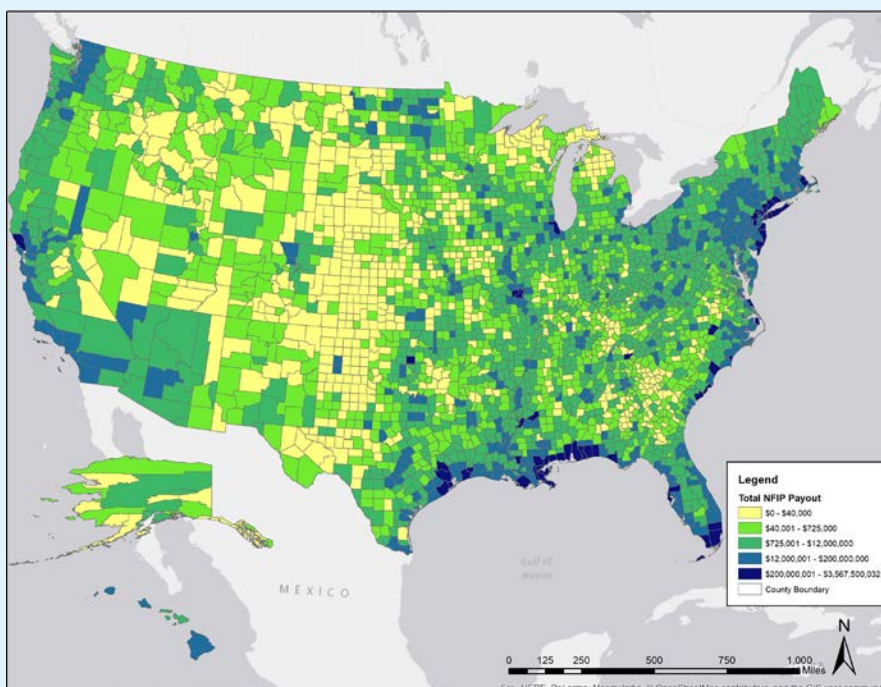 Legend
Total NFIP Payout
$0 - $40,000
$40,001 - $725,000
$725,001 - $12,000,000
$12,000,001 - $200,000,000
$200,000,001 - $3,567,500,032
County Boundary
Gulf of
Mexico
MÉXICO
N
0 125 250 500 750 1,000
Miles